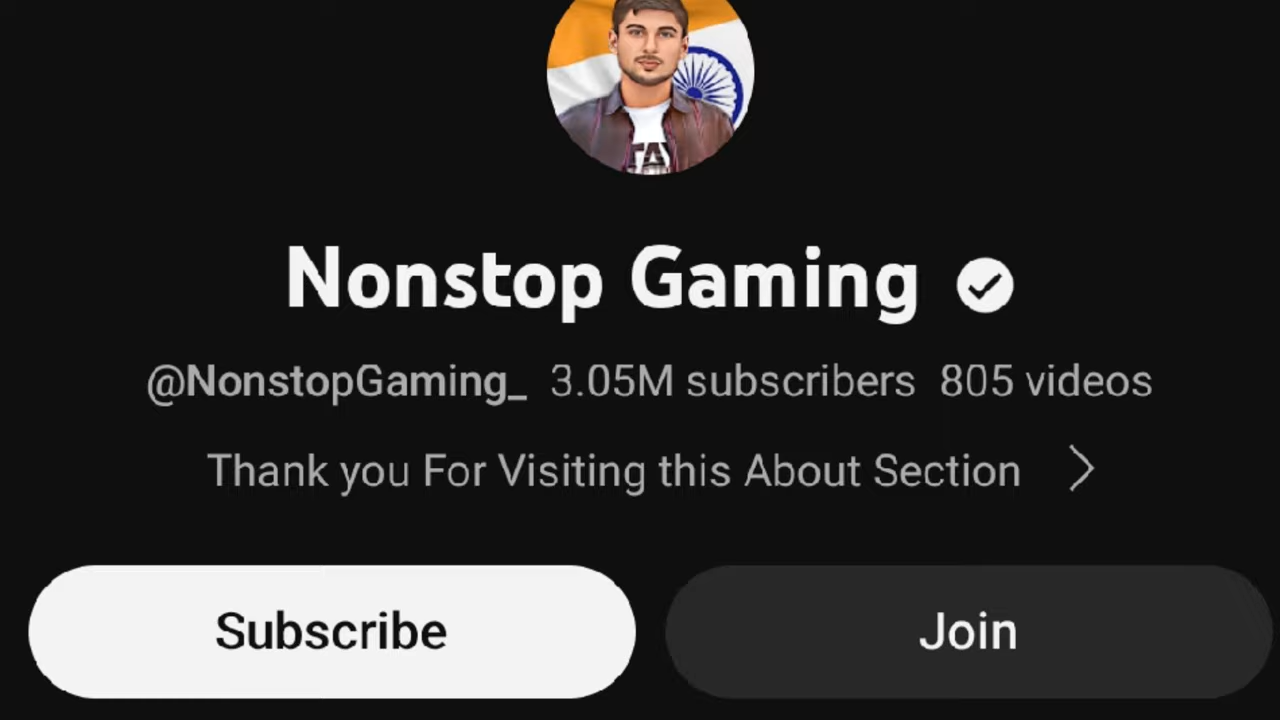 Nonstop Gaming
@NonstopGaming_ 3.05M subscribers 805 videos
Thank you For Visiting this About Section
Subscribe
Join